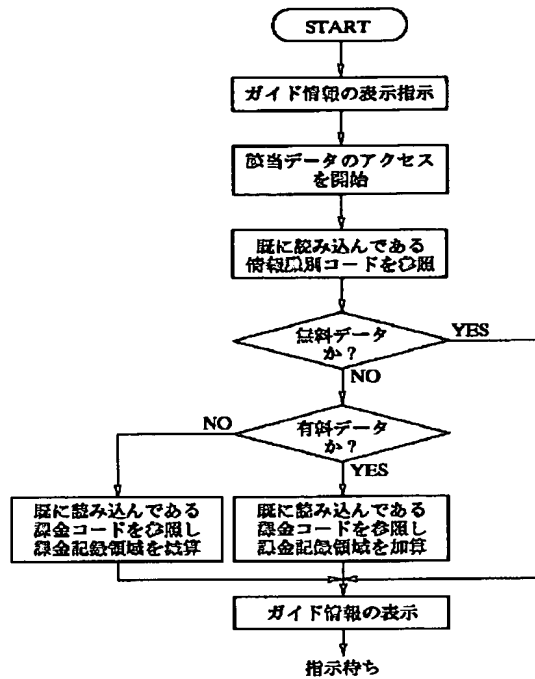 START
ガイド情報の表示指示
該当データのアクセス
を開始
既に読み込んである
情報識別コードを参照
無料データ
か?
YES
NO
有料データ
か?
NO
YES
既に読み込んである
課金コードを参照し
課金記録領域を減算
既に読み込んである
課金コードを参照し
課金記録領域を加算
ガイド情報の表示
指示待ち